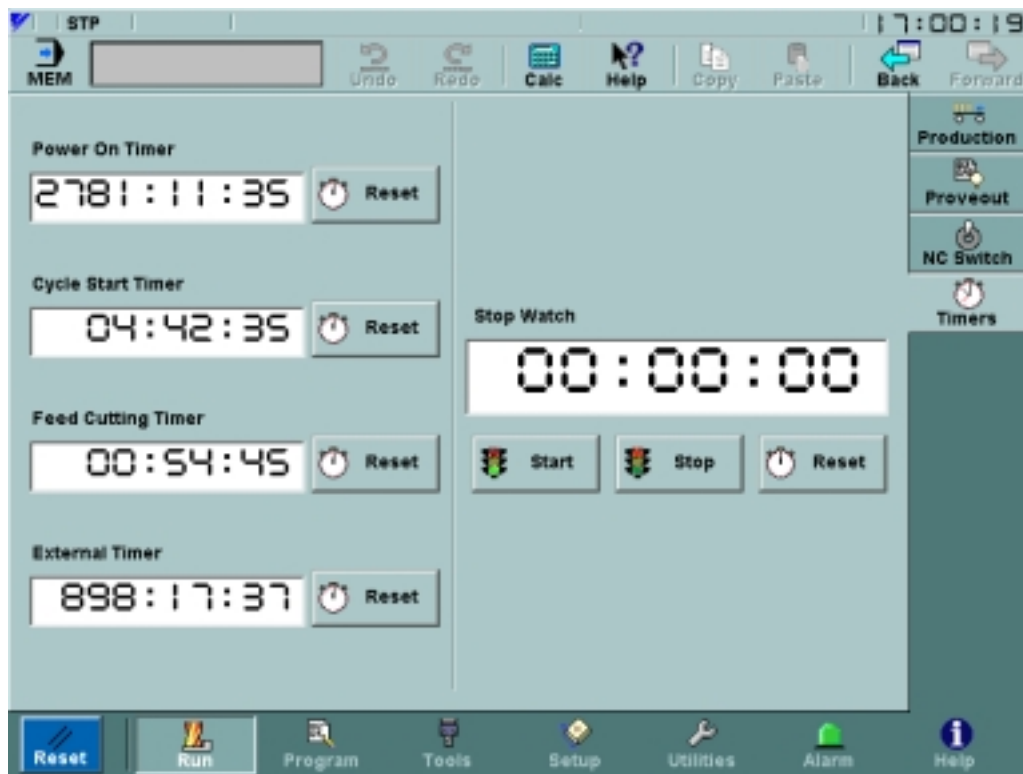 STP 17:00:19
MEM Undo Redo Calc Help Copy Paste Back Forward
Production
Proveout
NC Switch
Timers
Power On Timer
2781:11:35 Reset
Cycle Start Timer
04:42:35 Reset
Feed Cutting Timer
00:54:45 Reset
External Timer
898:17:37 Reset
Stop Watch
00:00:00
Start Stop Reset
Reset Run Program Tools Setup Utilities Alarm Help